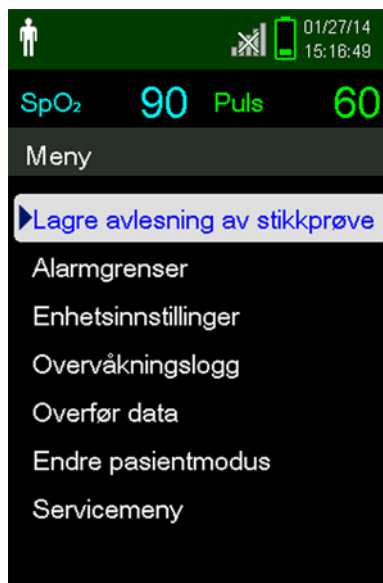 01/27/14
15:16:49
SpO₂ 90 Puls 60
Meny
Lagre avlesning av stikkprøve
Alarmgrenser
Enhetsinnstillinger
Overvåkningslogg
Overfør data
Endre pasientmodus
Servicemeny